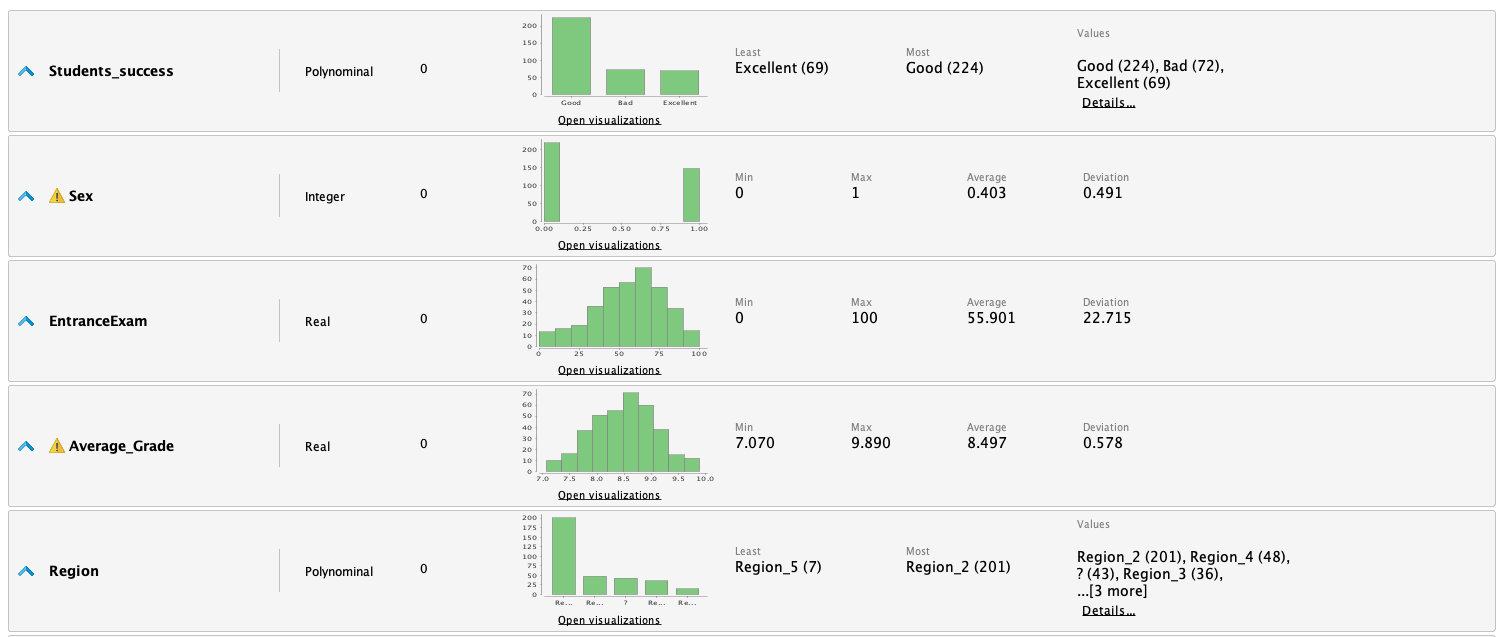 Students_success
Polynominal
0
200
150
100
50
0
Good Bad Excellent
Open visualizations
Least
Excellent (69)
Most
Good (224)
Values
Good (224), Bad (72),
Excellent (69)
Details...
Sex
Integer
0
200
150
100
50
0
0.00 0.25 0.50 0.75 1.00
Open visualizations
Min
0
Max
1
Average
0.403
Deviation
0.491
EntranceExam
Real
0
70
60
50
40
30
20
10
0
0 25 50 75 100
Open visualizations
Min
0
Max
100
Average
55.901
Deviation
22.715
Average_Grade
Real
0
70
60
50
40
30
20
10
0
7.0 7.5 8.0 8.5 9.0 9.5 10.0
Open visualizations
Min
7.070
Max
9.890
Average
8.497
Deviation
0.578
Region
Polynominal
0
200
175
150
125
100
75
50
25
0
Re... Re... ? Re... Re...
Open visualizations
Least
Region_5 (7)
Most
Region_2 (201)
Values
Region_2 (201), Region_4 (48),
? (43), Region_3 (36),
...[3 more]
Details...